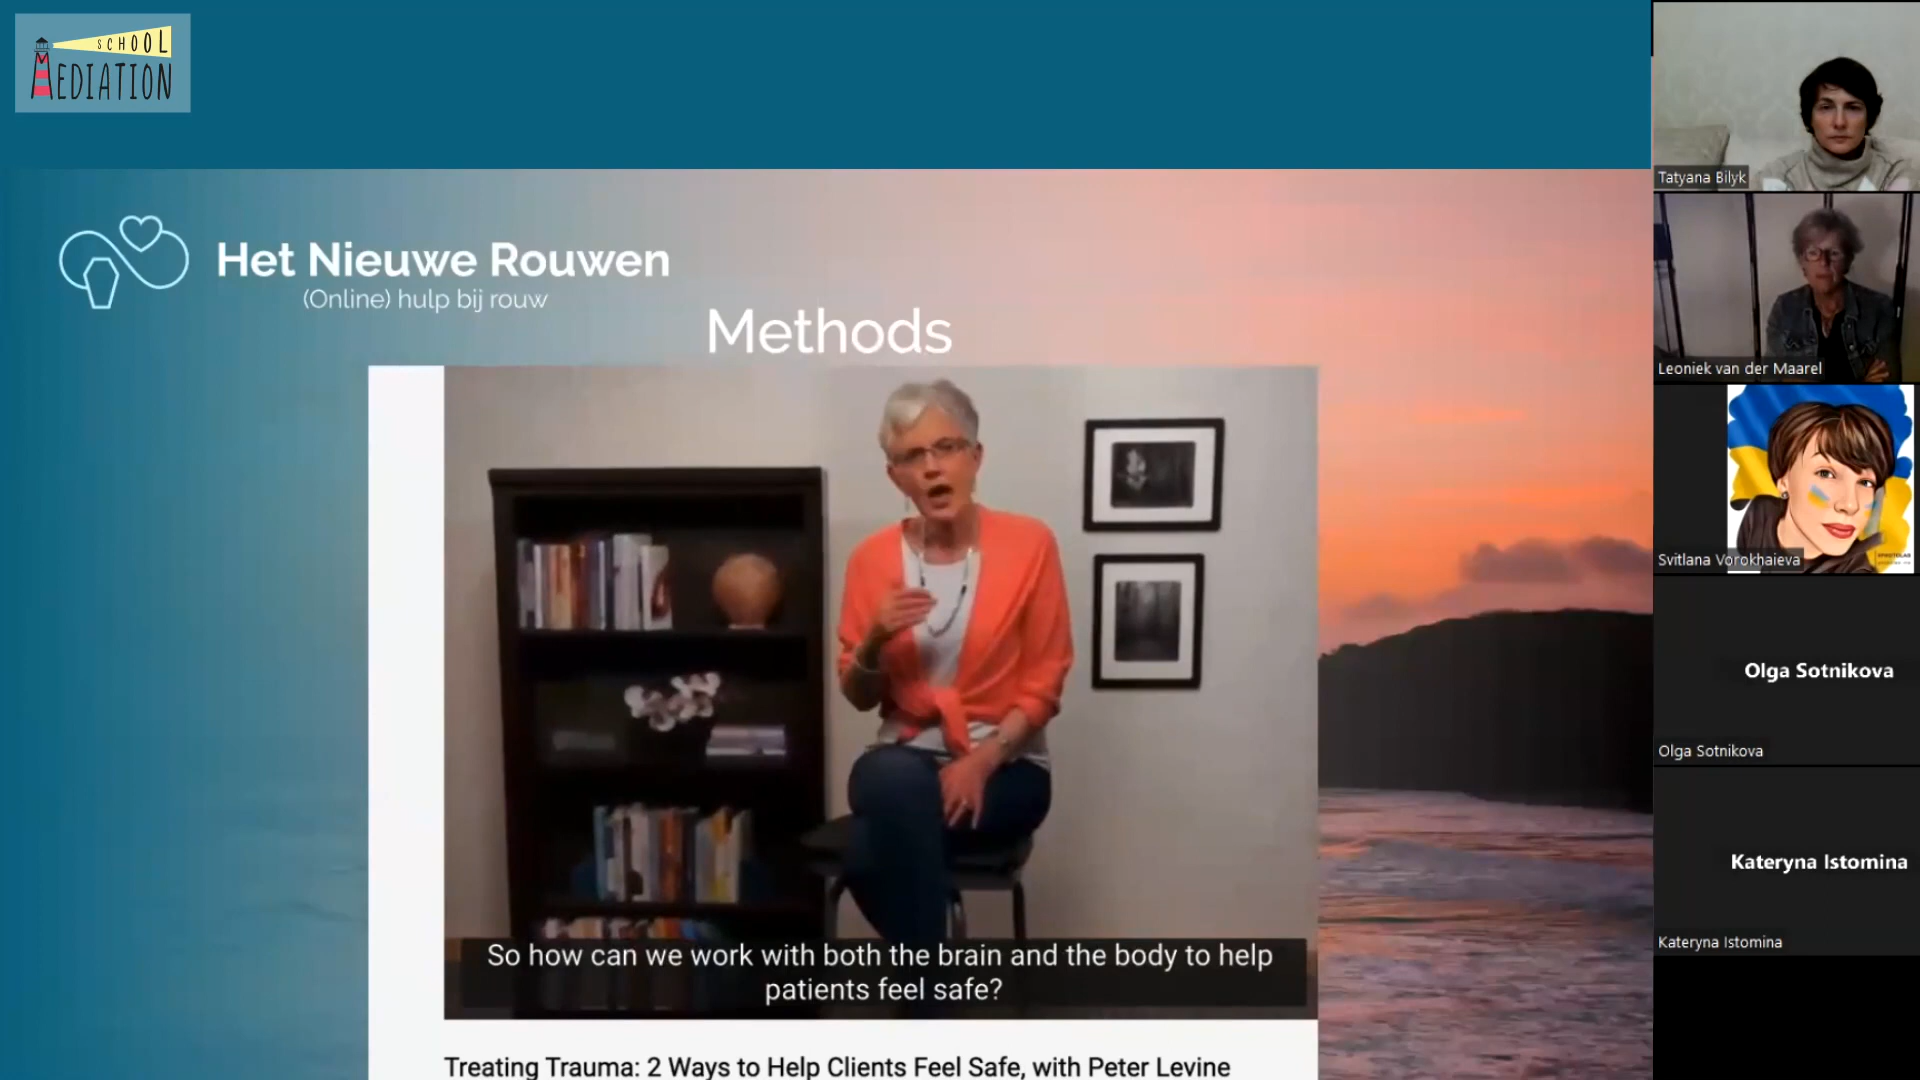 SCHOOL
MEDIATION
Het Nieuwe Rouwen
(Online) hulp bij rouw
Methods
So how can we work with both the brain and the body to help
patients feel safe?
Treating Trauma: 2 Ways to Help Clients Feel Safe, with Peter Levine
Tatyana Bilyk
Leoniek van der Maarel
Svitlana Vorokhaieva
Olga Sotnikova
Olga Sotnikova
Kateryna Istomina
Kateryna Istomina